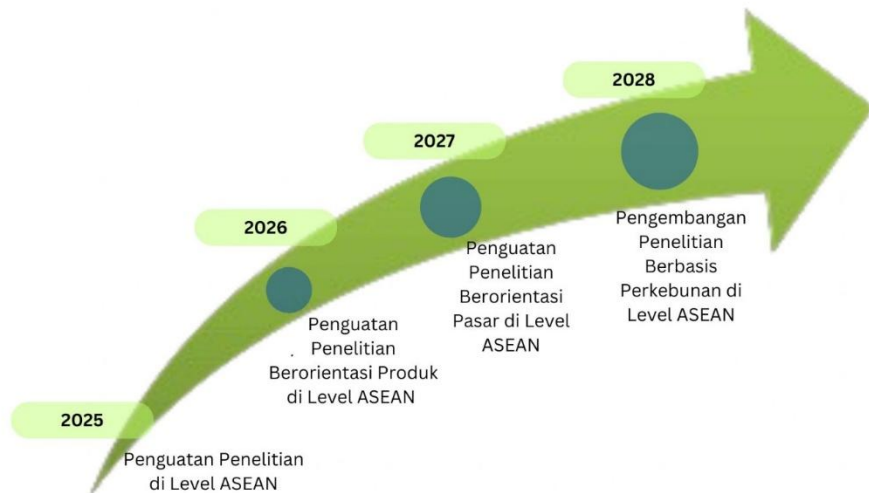 2025
Penguatan Penelitian
di Level ASEAN
2026
Penguatan
Penelitian
Berorientasi Produk
di Level ASEAN
2027
Penguatan
Penelitian
Berorientasi
Pasar di Level
ASEAN
2028
Pengembangan
Penelitian
Berbasis
Perkebunan di
Level ASEAN